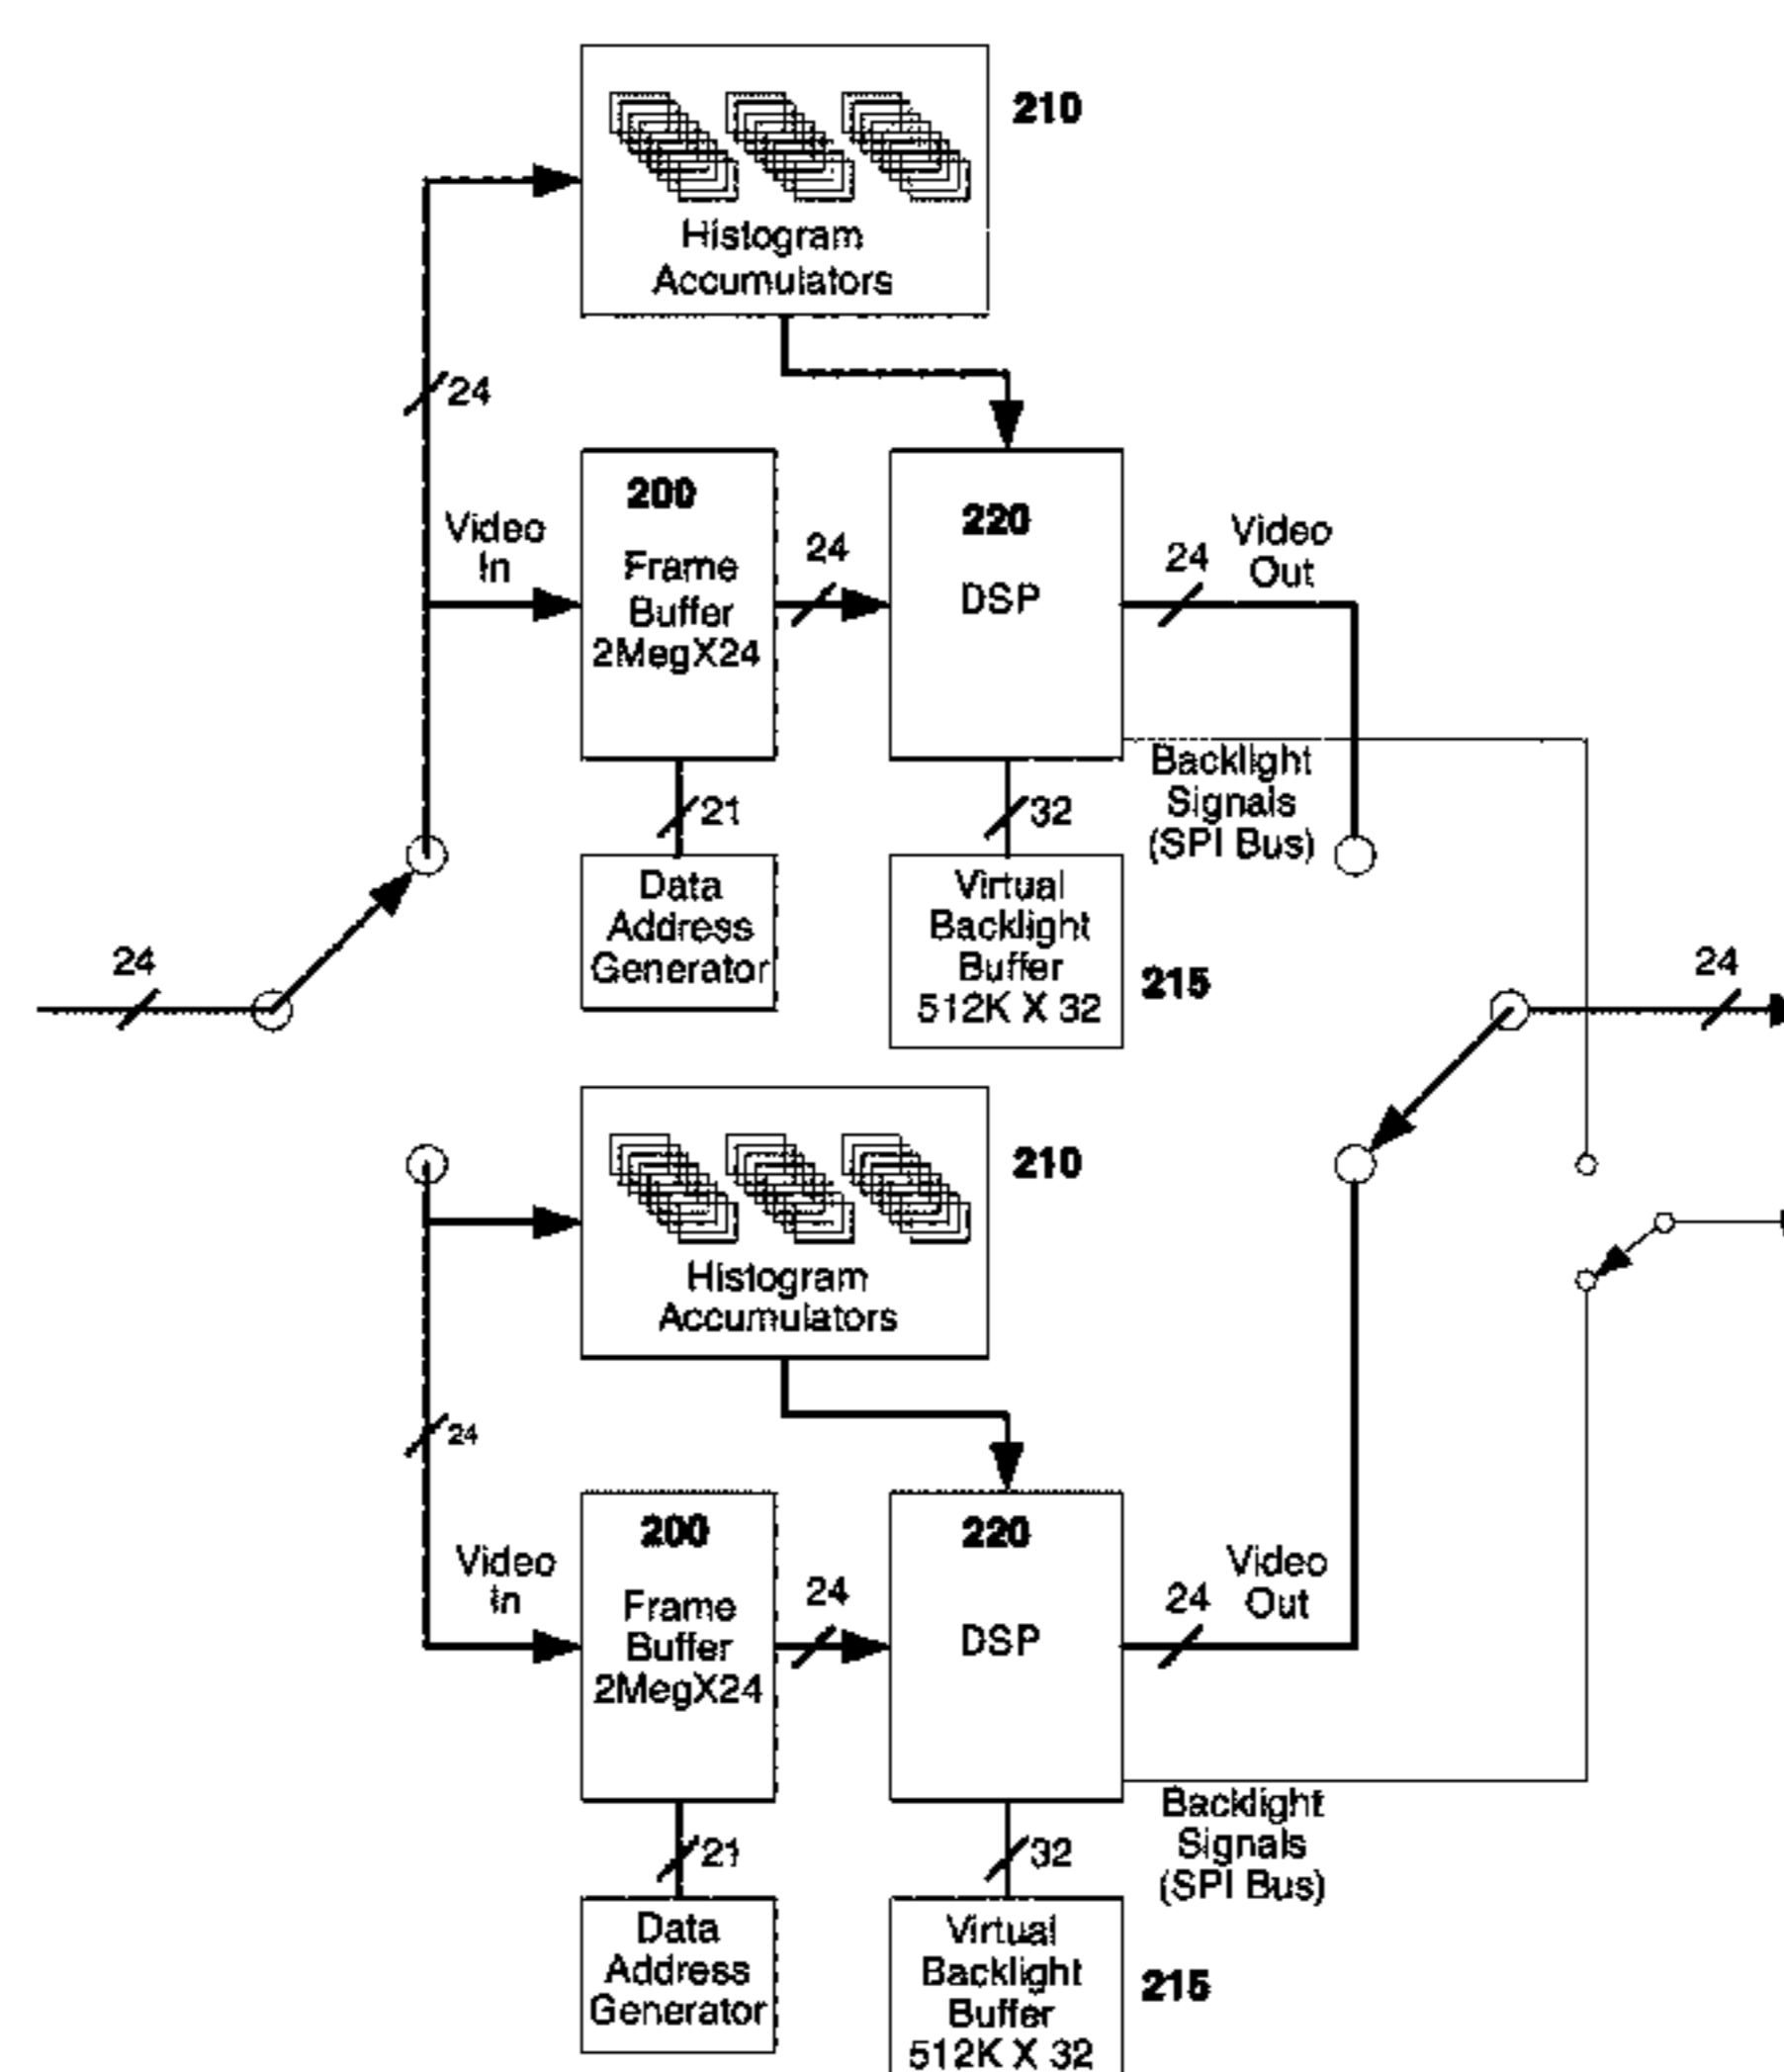 210
Histogram
Accumulators
24
Video
In
200
Frame
Buffer
2MegX24
24
220
DSP
24
Video
Out
Backlight
Signals
(SPI Bus)
21
32
Data
Address
Generator
Virtual
Backlight
Buffer
512K X 32
215
24
24
210
Histogram
Accumulators
24
Video
In
200
Frame
Buffer
2MegX24
24
220
DSP
24
Video
Out
Backlight
Signals
(SPI Bus)
21
32
Data
Address
Generator
Virtual
Backlight
Buffer
512K X 32
215